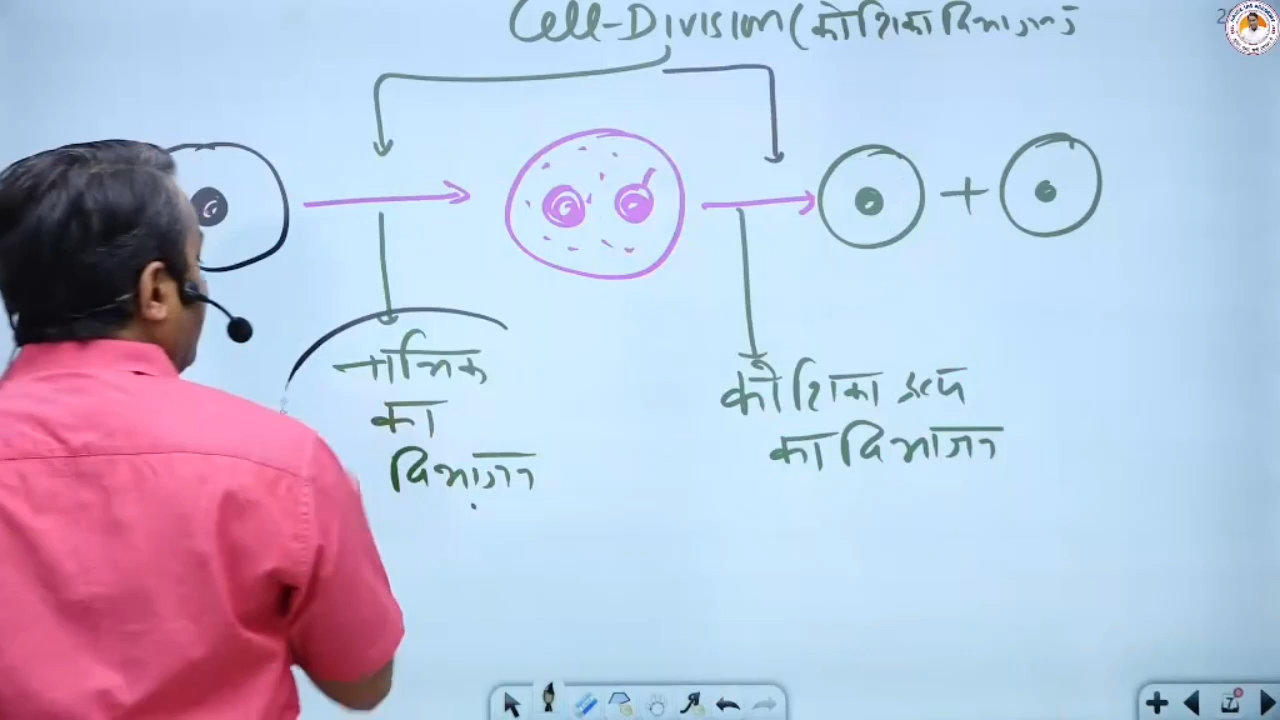 Cell-Division (कोशिका विभाजन)
केन्द्रिक
का
विभाजन
कोशिका द्रव्य
का विभाजन